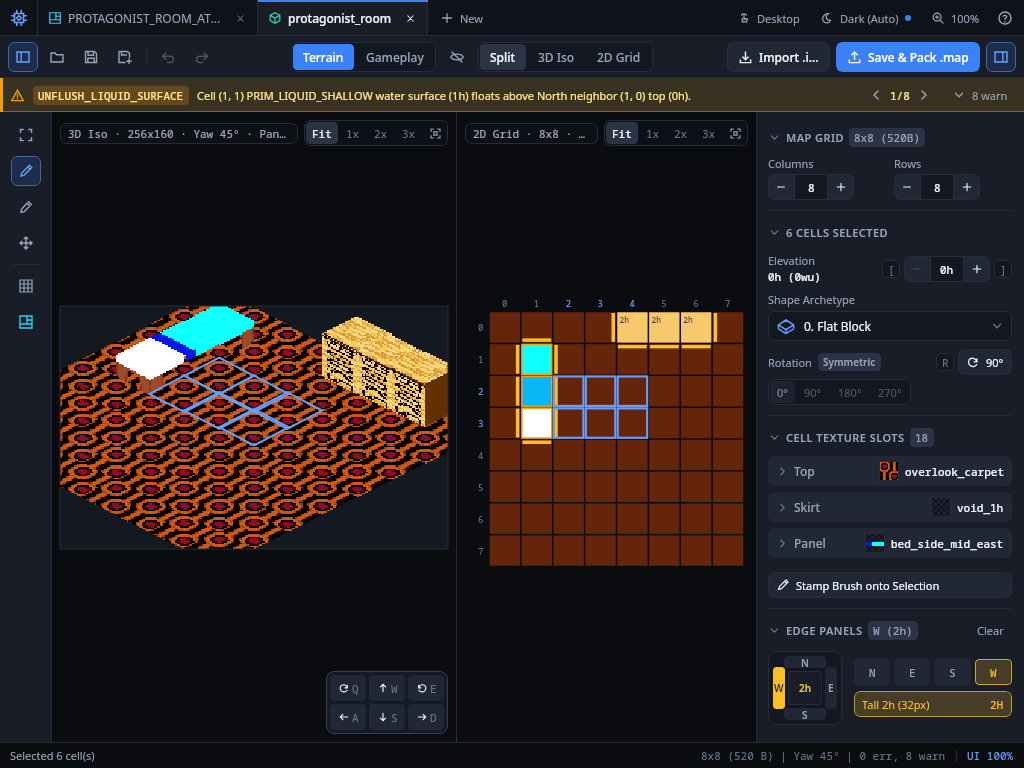 PROTAGONIST_ROOM_AT...
protagonist_room
New
Desktop
Dark (Auto)
100%
Terrain
Gameplay
Split
3D Iso
2D Grid
Import .i...
Save & Pack .map
UNFLUSH_LIQUID_SURFACE
Cell (1, 1) PRIM_LIQUID_SHALLOW water surface (1h) floats above North neighbor (1, 0) top (0h).
1/8
8 warn
3D Iso · 256x160 · Yaw 45° · Pan...
Fit 1x 2x 3x
2D Grid · 8x8 · ...
Fit 1x 2x 3x
MAP GRID 8x8 (520B)
Columns
Rows
− 8 +
− 8 +
6 CELLS SELECTED
Elevation
0h (0wu)
[ − 0h + ]
Shape Archetype
0. Flat Block
Rotation Symmetric R 90°
0° 90° 180° 270°
CELL TEXTURE SLOTS 18
Top overlook_carpet
Skirt void_1h
Panel bed_side_mid_east
Stamp Brush onto Selection
EDGE PANELS W (2h) Clear
N
W 2h E
S
N E S W
Tall 2h (32px) 2H
0 1 2 3 4 5 6 7
0 2h 2h 2h
1
2
3
4
5
6
7
Q W E
A S D
Selected 6 cell(s)
8x8 (520 B) | Yaw 45° | 0 err, 8 warn
UI 100%